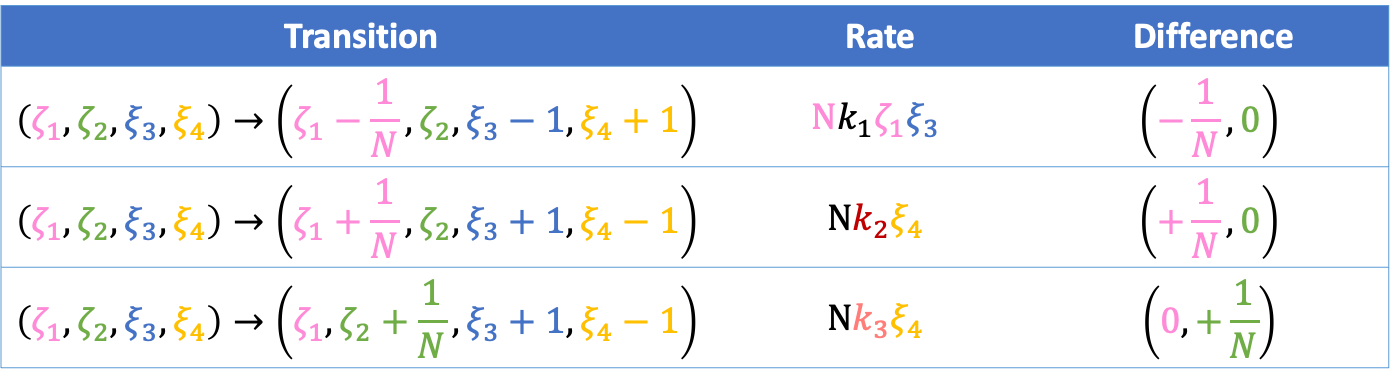 Transition Rate Difference
(ζ₁, ζ₂, ξ₃, ξ₄) → (ζ₁ − 1/N, ζ₂, ξ₃ − 1, ξ₄ + 1) Nk₁ζ₁ξ₃ (−1/N, 0)
(ζ₁, ζ₂, ξ₃, ξ₄) → (ζ₁ + 1/N, ζ₂, ξ₃ + 1, ξ₄ − 1) Nk₂ξ₄ (+1/N, 0)
(ζ₁, ζ₂, ξ₃, ξ₄) → (ζ₁, ζ₂ + 1/N, ξ₃ + 1, ξ₄ − 1) Nk₃ξ₄ (0, +1/N)